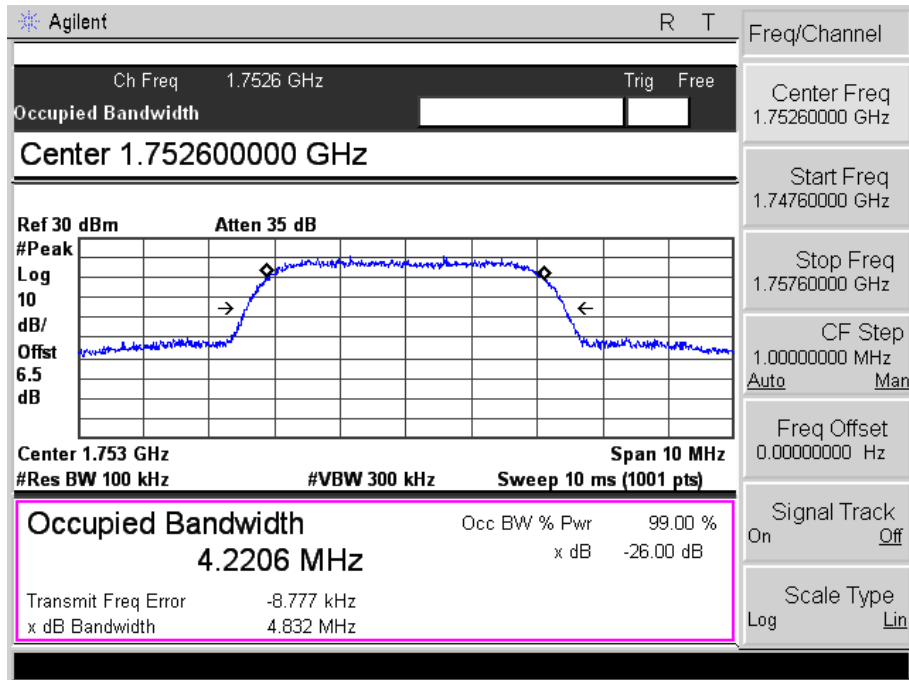 Agilent R T
Ch Freq 1.7526 GHz Trig Free
Occupied Bandwidth
Center 1.752600000 GHz
Ref 30 dBm Atten 35 dB
#Peak
Log
10
dB/
Offst
6.5
dB
Center 1.753 GHz Span 10 MHz
#Res BW 100 kHz #VBW 300 kHz Sweep 10 ms (1001 pts)
Occupied Bandwidth Occ BW % Pwr 99.00 %
4.2206 MHz x dB -26.00 dB
Transmit Freq Error -8.777 kHz
x dB Bandwidth 4.832 MHz
Freq/Channel
Center Freq
1.75260000 GHz
Start Freq
1.74760000 GHz
Stop Freq
1.75760000 GHz
CF Step
1.00000000 MHz
Auto Man
Freq Offset
0.00000000 Hz
Signal Track
On Off
Scale Type
Log Lin